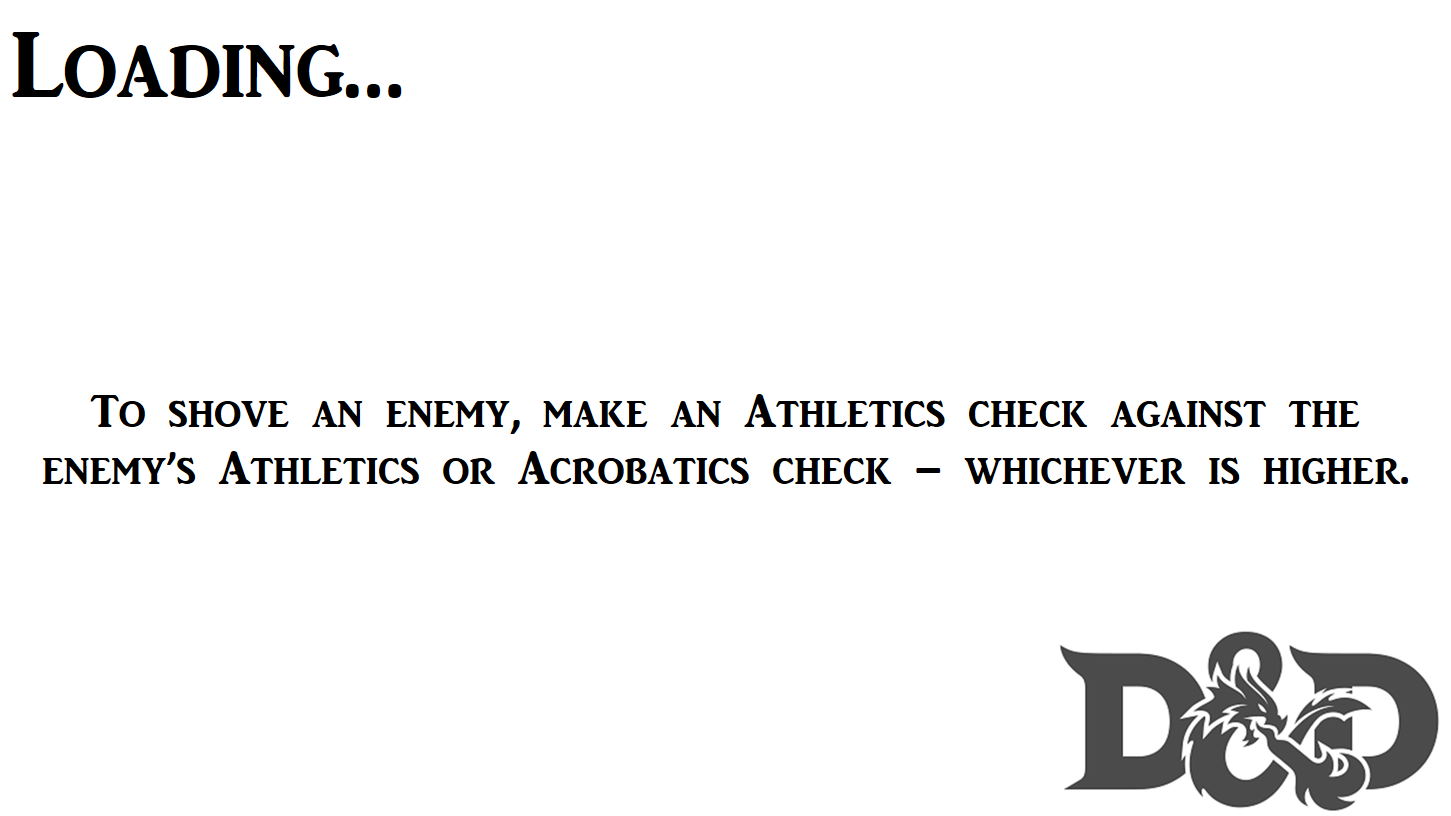 Loading...
To shove an enemy, make an Athletics check against the
enemy's Athletics or Acrobatics check – whichever is higher.
D&D